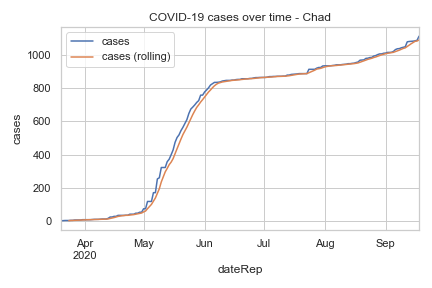 COVID-19 cases over time - Chad
cases
cases (rolling)
1000
800
600
400
200
0
cases
Apr
2020
May
Jun
Jul
Aug
Sep
dateRep